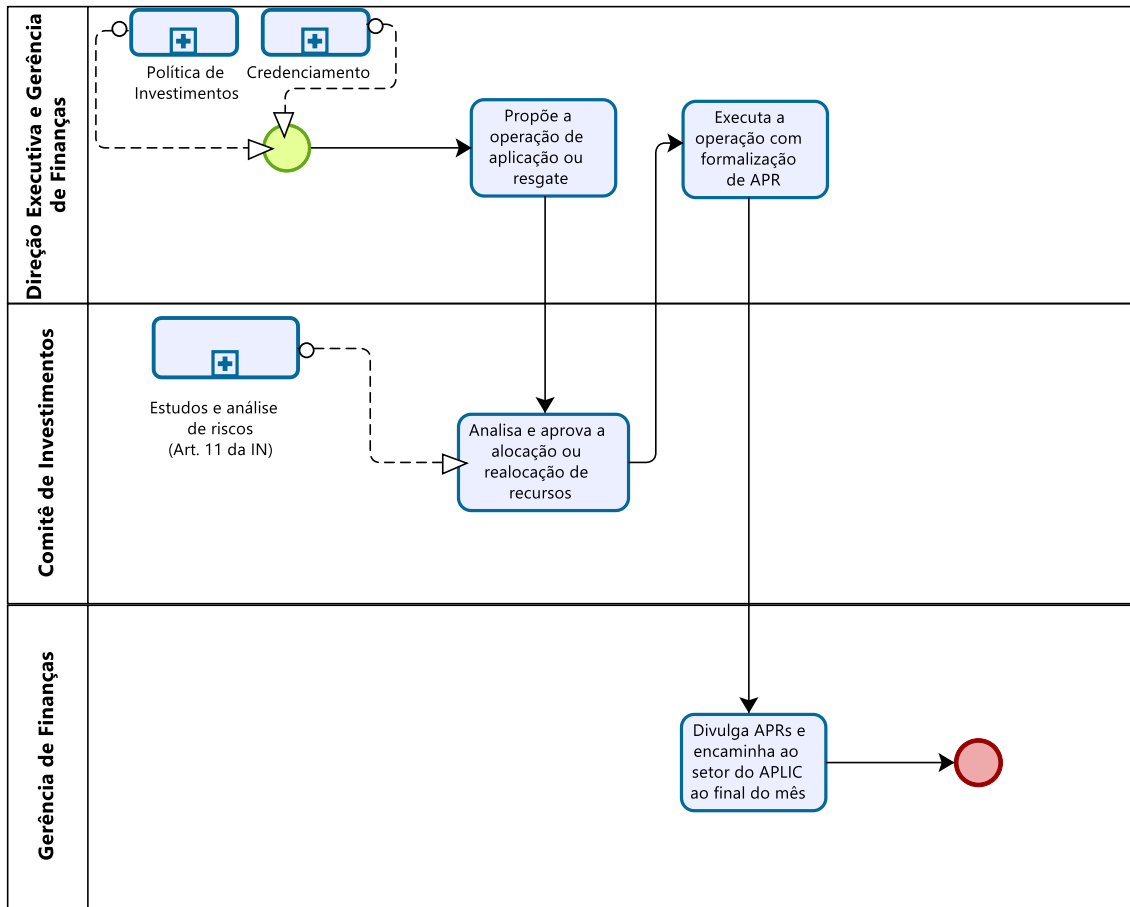 Direção Executiva e Gerência
de Finanças
Política de
Investimentos
Credenciamento
Propõe a
operação de
aplicação ou
resgate
Executa a
operação com
formalização
de APR
Comitê de Investimentos
Estudos e análise
de riscos
(Art. 11 da IN)
Analisa e aprova a
alocação ou
realocação de
recursos
Gerência de Finanças
Divulga APRs e
encaminha ao
setor do APLIC
ao final do mês